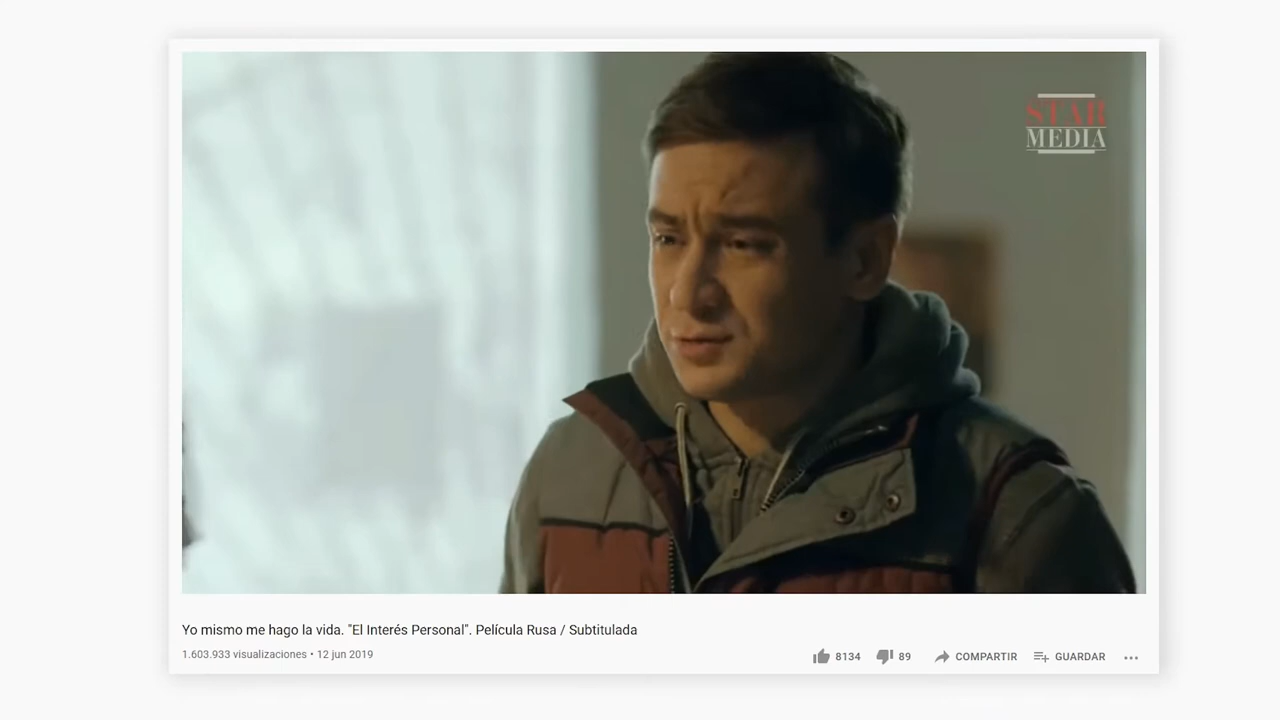 STAR
MEDIA
Yo mismo me hago la vida. "El Interés Personal". Película Rusa / Subtitulada
1.603.933 visualizaciones • 12 jun 2019
8134 89 COMPARTIR GUARDAR